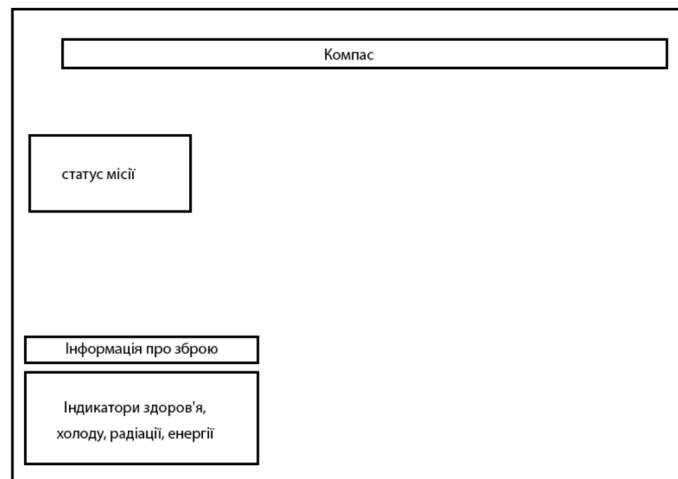 Компас
статус місії
Інформація про зброю
Індикатори здоров'я,
холоду, радіації, енергії